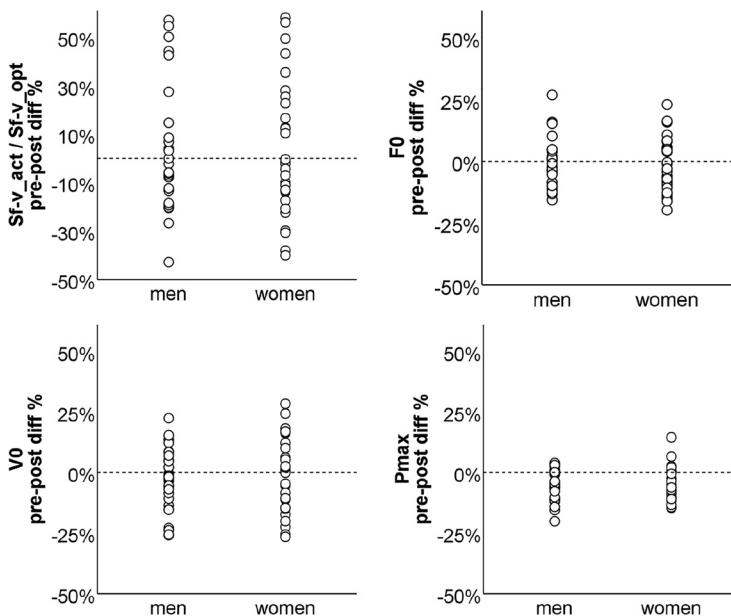 Sf-v_act / Sf-v_opt
pre-post diff %
50%
30%
10%
-10%
-30%
-50%
men women
F0
pre-post diff %
50%
25%
0%
-25%
-50%
men women
V0
pre-post diff %
50%
25%
0%
-25%
-50%
men women
Pmax
pre-post diff %
50%
25%
0%
-25%
-50%
men women